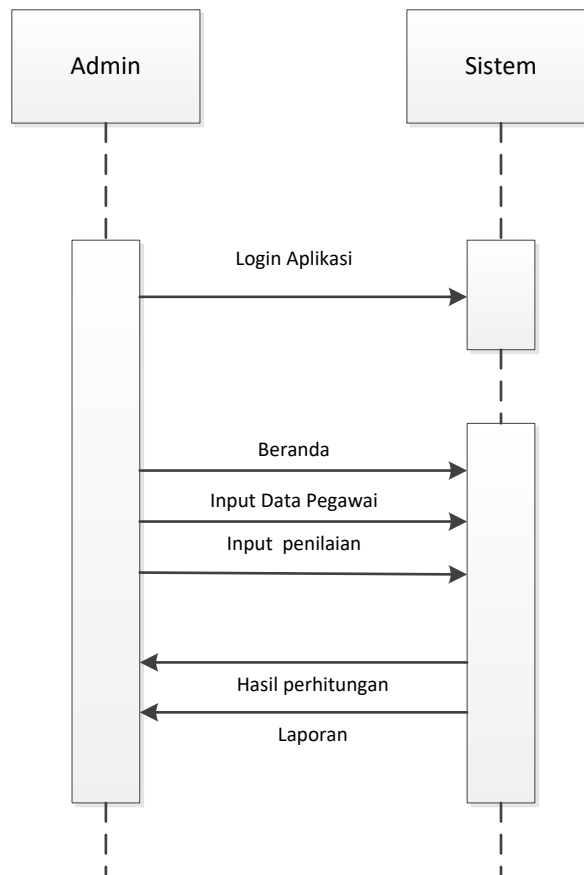 Admin
Sistem
Login Aplikasi
Beranda
Input Data Pegawai
Input penilaian
Hasil perhitungan
Laporan